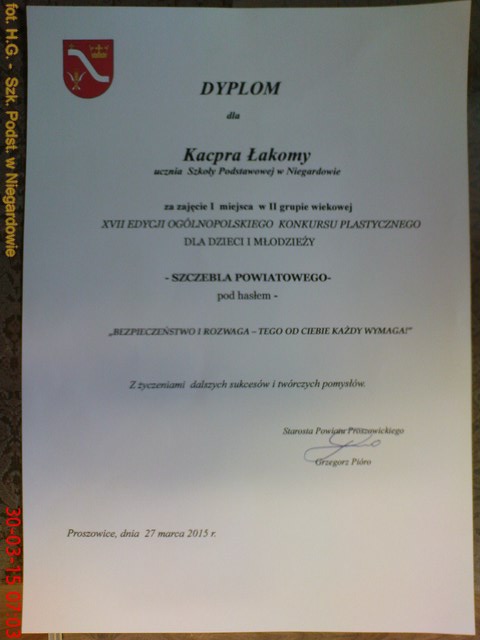 fot. H.G. - Szk. Podst. w Niegardowie
DYPLOM
dla
Kacpra Łakomy
ucznia Szkoły Podstawowej w Niegardowie
za zajęcie I miejsca w II grupie wiekowej
XVII EDYCJI OGÓLNOPOLSKIEGO KONKURSU PLASTYCZNEGO
DLA DZIECI I MŁODZIEŻY
- SZCZEBLA POWIATOWEGO-
pod hasłem -
„BEZPIECZEŃSTWO I ROZWAGA – TEGO OD CIEBIE KAŻDY WYMAGA!"
Z życzeniami dalszych sukcesów i twórczych pomysłów.
Starosta Powiatu Proszowickiego
Grzegorz Pióro
Proszowice, dnia 27 marca 2015 r.
30-03-15